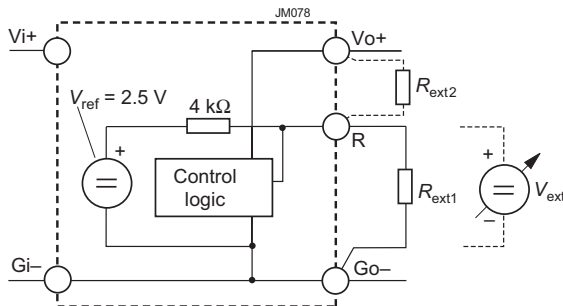 JM078
Vi+
Vo+
Vref = 2.5 V
4 kΩ
Rext2
+
R
Control
logic
Rext1
+
–
Vext
Gi–
Go–